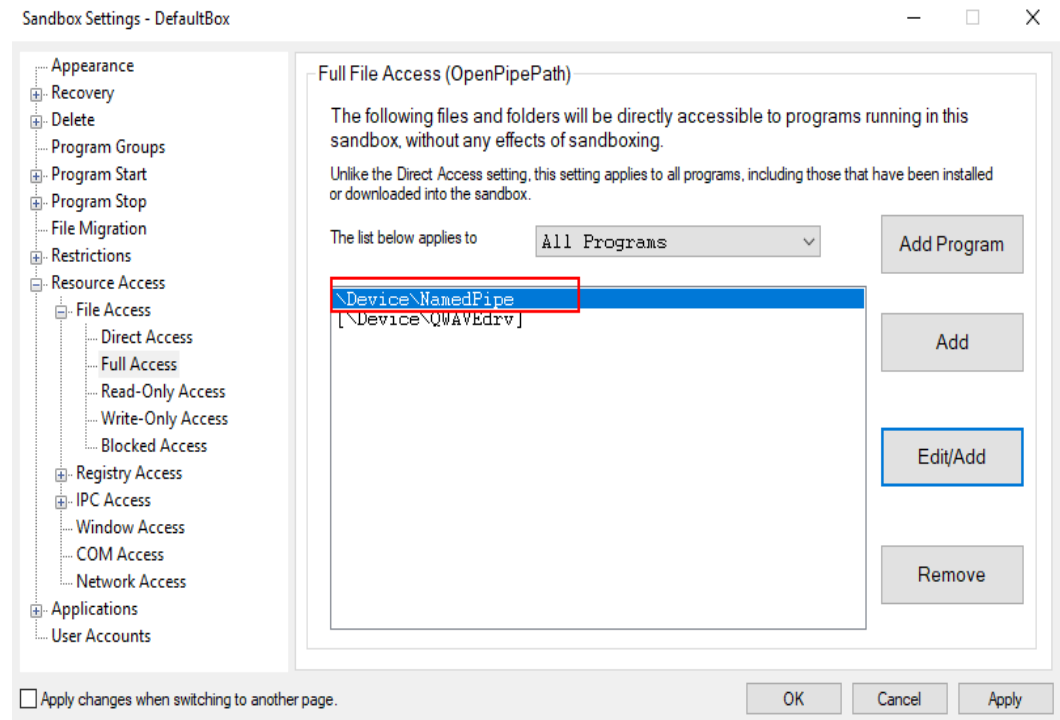 Sandbox Settings - DefaultBox
Appearance
Recovery
Delete
Program Groups
Program Start
Program Stop
File Migration
Restrictions
Resource Access
File Access
Direct Access
Full Access
Read-Only Access
Write-Only Access
Blocked Access
Registry Access
IPC Access
Window Access
COM Access
Network Access
Applications
User Accounts
Full File Access (OpenPipePath)
The following files and folders will be directly accessible to programs running in this
sandbox, without any effects of sandboxing.
Unlike the Direct Access setting, this setting applies to all programs, including those that have been installed
or downloaded into the sandbox.
The list below applies to
All Programs
Add Program
\Device\NamedPipe
[\Device\QWAVEdrv]
Add
Edit/Add
Remove
Apply changes when switching to another page.
OK
Cancel
Apply